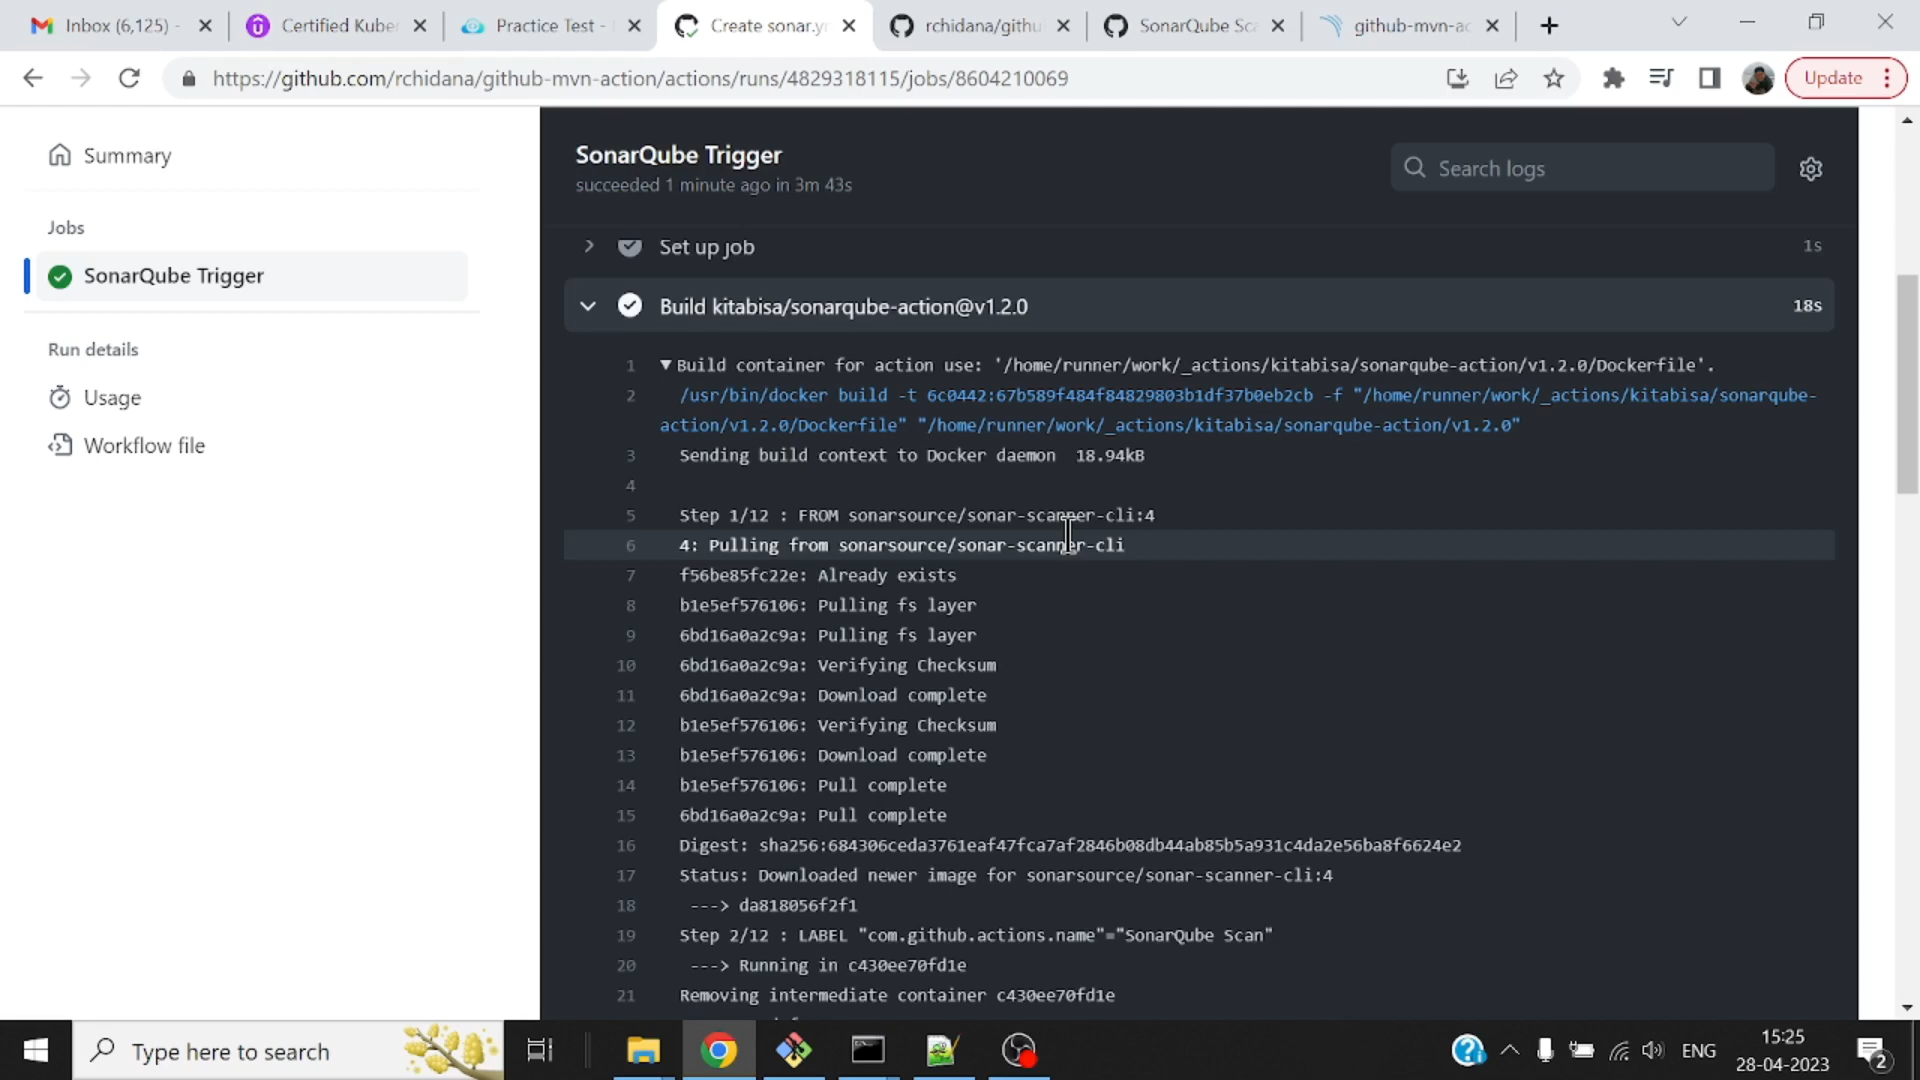 Inbox (6,125) -
Certified Kube
Practice Test -
Create sonar.y
rchidana/githu
SonarQube Sc
github-mvn-ac
https://github.com/rchidana/github-mvn-action/actions/runs/4829318115/jobs/8604210069
Update
Summary
Jobs
SonarQube Trigger
Run details
Usage
Workflow file
SonarQube Trigger
succeeded 1 minute ago in 3m 43s
Search logs
Set up job 1s
Build kitabisa/sonarqube-action@v1.2.0 18s
1 ▼Build container for action use: '/home/runner/work/_actions/kitabisa/sonarqube-action/v1.2.0/Dockerfile'.
2 /usr/bin/docker build -t 6c0442:67b589f484f84829803b1df37b0eb2cb -f "/home/runner/work/_actions/kitabisa/sonarqube-
action/v1.2.0/Dockerfile" "/home/runner/work/_actions/kitabisa/sonarqube-action/v1.2.0"
3 Sending build context to Docker daemon 18.94kB
4
5 Step 1/12 : FROM sonarsource/sonar-scanner-cli:4
6 4: Pulling from sonarsource/sonar-scanner-cli
7 f56be85fc22e: Already exists
8 b1e5ef576106: Pulling fs layer
9 6bd16a0a2c9a: Pulling fs layer
10 6bd16a0a2c9a: Verifying Checksum
11 6bd16a0a2c9a: Download complete
12 b1e5ef576106: Verifying Checksum
13 b1e5ef576106: Download complete
14 b1e5ef576106: Pull complete
15 6bd16a0a2c9a: Pull complete
16 Digest: sha256:684306ceda3761eaf47fca7af2846b08db44ab85b5a931c4da2e56ba8f6624e2
17 Status: Downloaded newer image for sonarsource/sonar-scanner-cli:4
18 ---> da818056f2f1
19 Step 2/12 : LABEL "com.github.actions.name"="SonarQube Scan"
20 ---> Running in c430ee70fd1e
21 Removing intermediate container c430ee70fd1e
Type here to search
ENG
15:25
28-04-2023
2